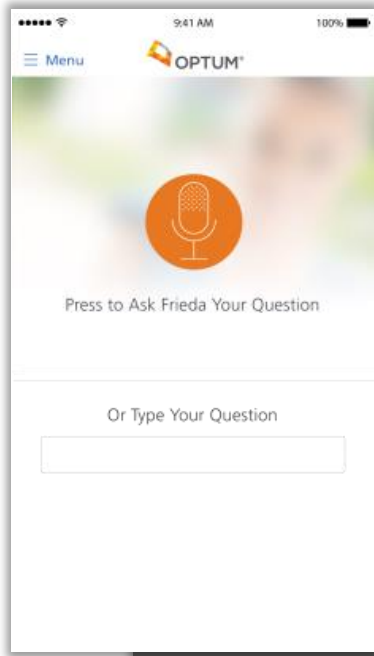 9:41 AM
100%
Menu
OPTUM®
Press to Ask Frieda Your Question
Or Type Your Question